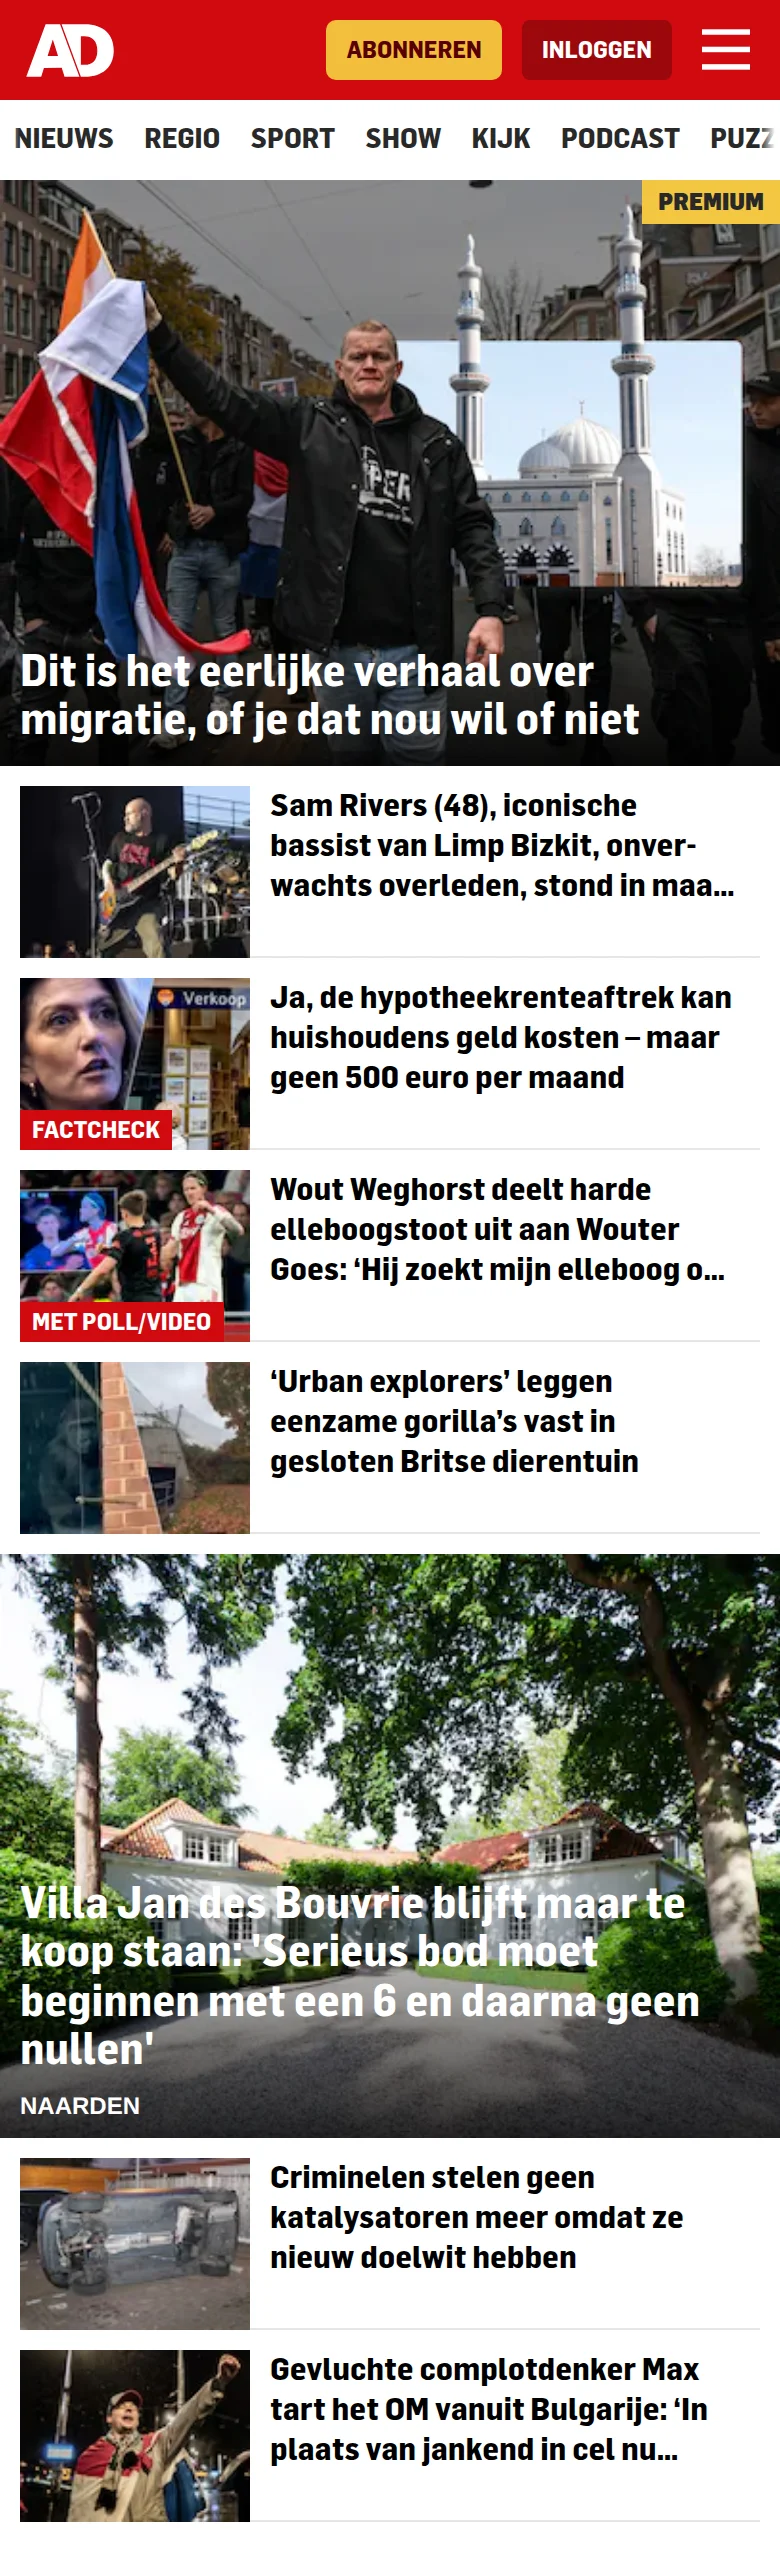 AD
ABONNEREN
INLOGGEN
NIEUWS REGIO SPORT SHOW KIJK PODCAST PUZZ
PREMIUM
Dit is het eerlijke verhaal over
migratie, of je dat nou wil of niet
Sam Rivers (48), iconische
bassist van Limp Bizkit, onver-
wachts overleden, stond in maa...
Verkoop
FACTCHECK
Ja, de hypotheekrenteaftrek kan
huishoudens geld kosten – maar
geen 500 euro per maand
MET POLL/VIDEO
Wout Weghorst deelt harde
elleboogstoot uit aan Wouter
Goes: ‘Hij zoekt mijn elleboog o...
‘Urban explorers’ leggen
eenzame gorilla’s vast in
gesloten Britse dierentuin
Villa Jan des Bouvrie blijft maar te
koop staan: 'Serieus bod moet
beginnen met een 6 en daarna geen
nullen'
NAARDEN
Criminelen stelen geen
katalysatoren meer omdat ze
nieuw doelwit hebben
Gevluchte complotdenker Max
tart het OM vanuit Bulgarije: ‘In
plaats van jankend in cel nu...